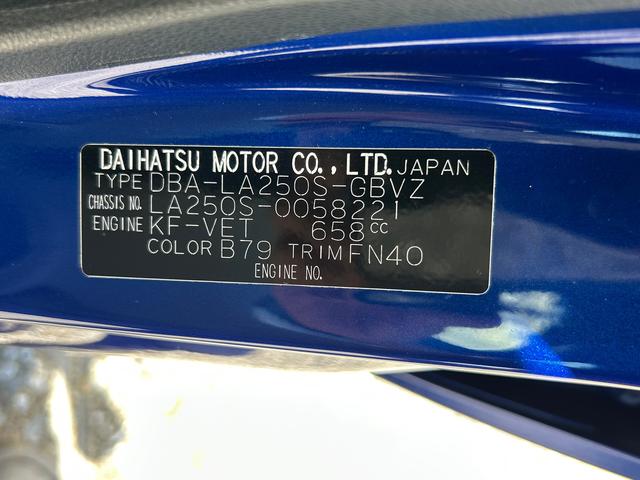 DAIHATSU MOTOR CO., LTD. JAPAN
TYPE DBA-LA250S-GBVZ
CHASSIS NO. LA250S-0058221
ENGINE KF-VET 658cc
COLOR B79 TRIM FN40
ENGINE NO.